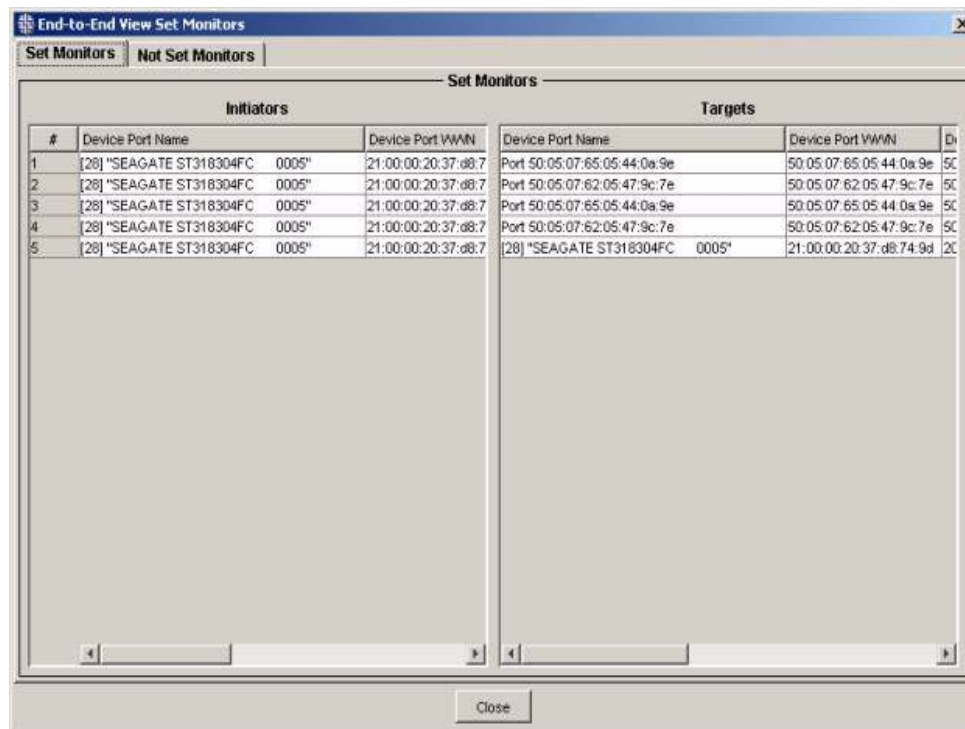 End-to-End View Set Monitors
Set Monitors Not Set Monitors
Set Monitors
Initiators Targets
# Device Port Name Device Port WWN Device Port Name Device Port WWN D
1 [28] "SEAGATE ST318304FC 0005" 21:00:00:20:37:d8:7 Port 50:05:07:65:05:44:0a:9e 50:05:07:65:05:44:0a:9e 50
2 [28] "SEAGATE ST318304FC 0005" 21:00:00:20:37:d8:7 Port 50:05:07:62:05:47:9c:7e 50:05:07:62:05:47:9c:7e 50
3 [28] "SEAGATE ST318304FC 0005" 21:00:00:20:37:d8:7 Port 50:05:07:65:05:44:0a:9e 50:05:07:65:05:44:0a:9e 50
4 [28] "SEAGATE ST318304FC 0005" 21:00:00:20:37:d8:7 Port 50:05:07:62:05:47:9c:7e 50:05:07:62:05:47:9c:7e 50
5 [28] "SEAGATE ST318304FC 0005" 21:00:00:20:37:d8:7 [28] "SEAGATE ST318304FC 0005" 21:00:00:20:37:d8:74:9d 20
Close